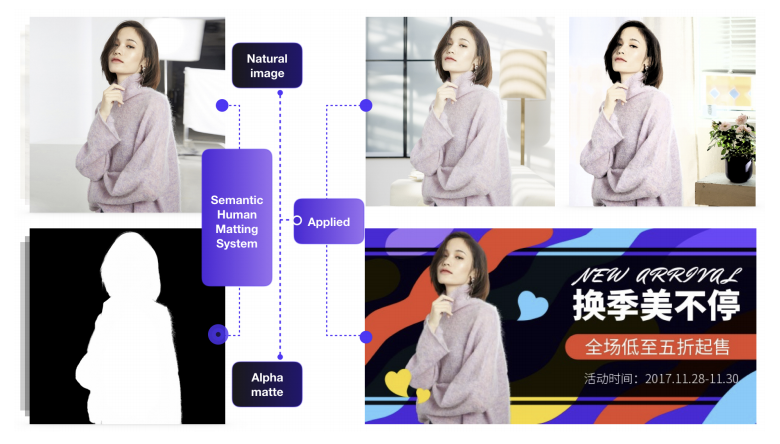 Natural
image
Semantic
Human
Matting
System
Applied
Alpha
matte
NEW ARRIVAL
换季美不停
全场低至五折起售
活动时间：2017.11.28-11.30